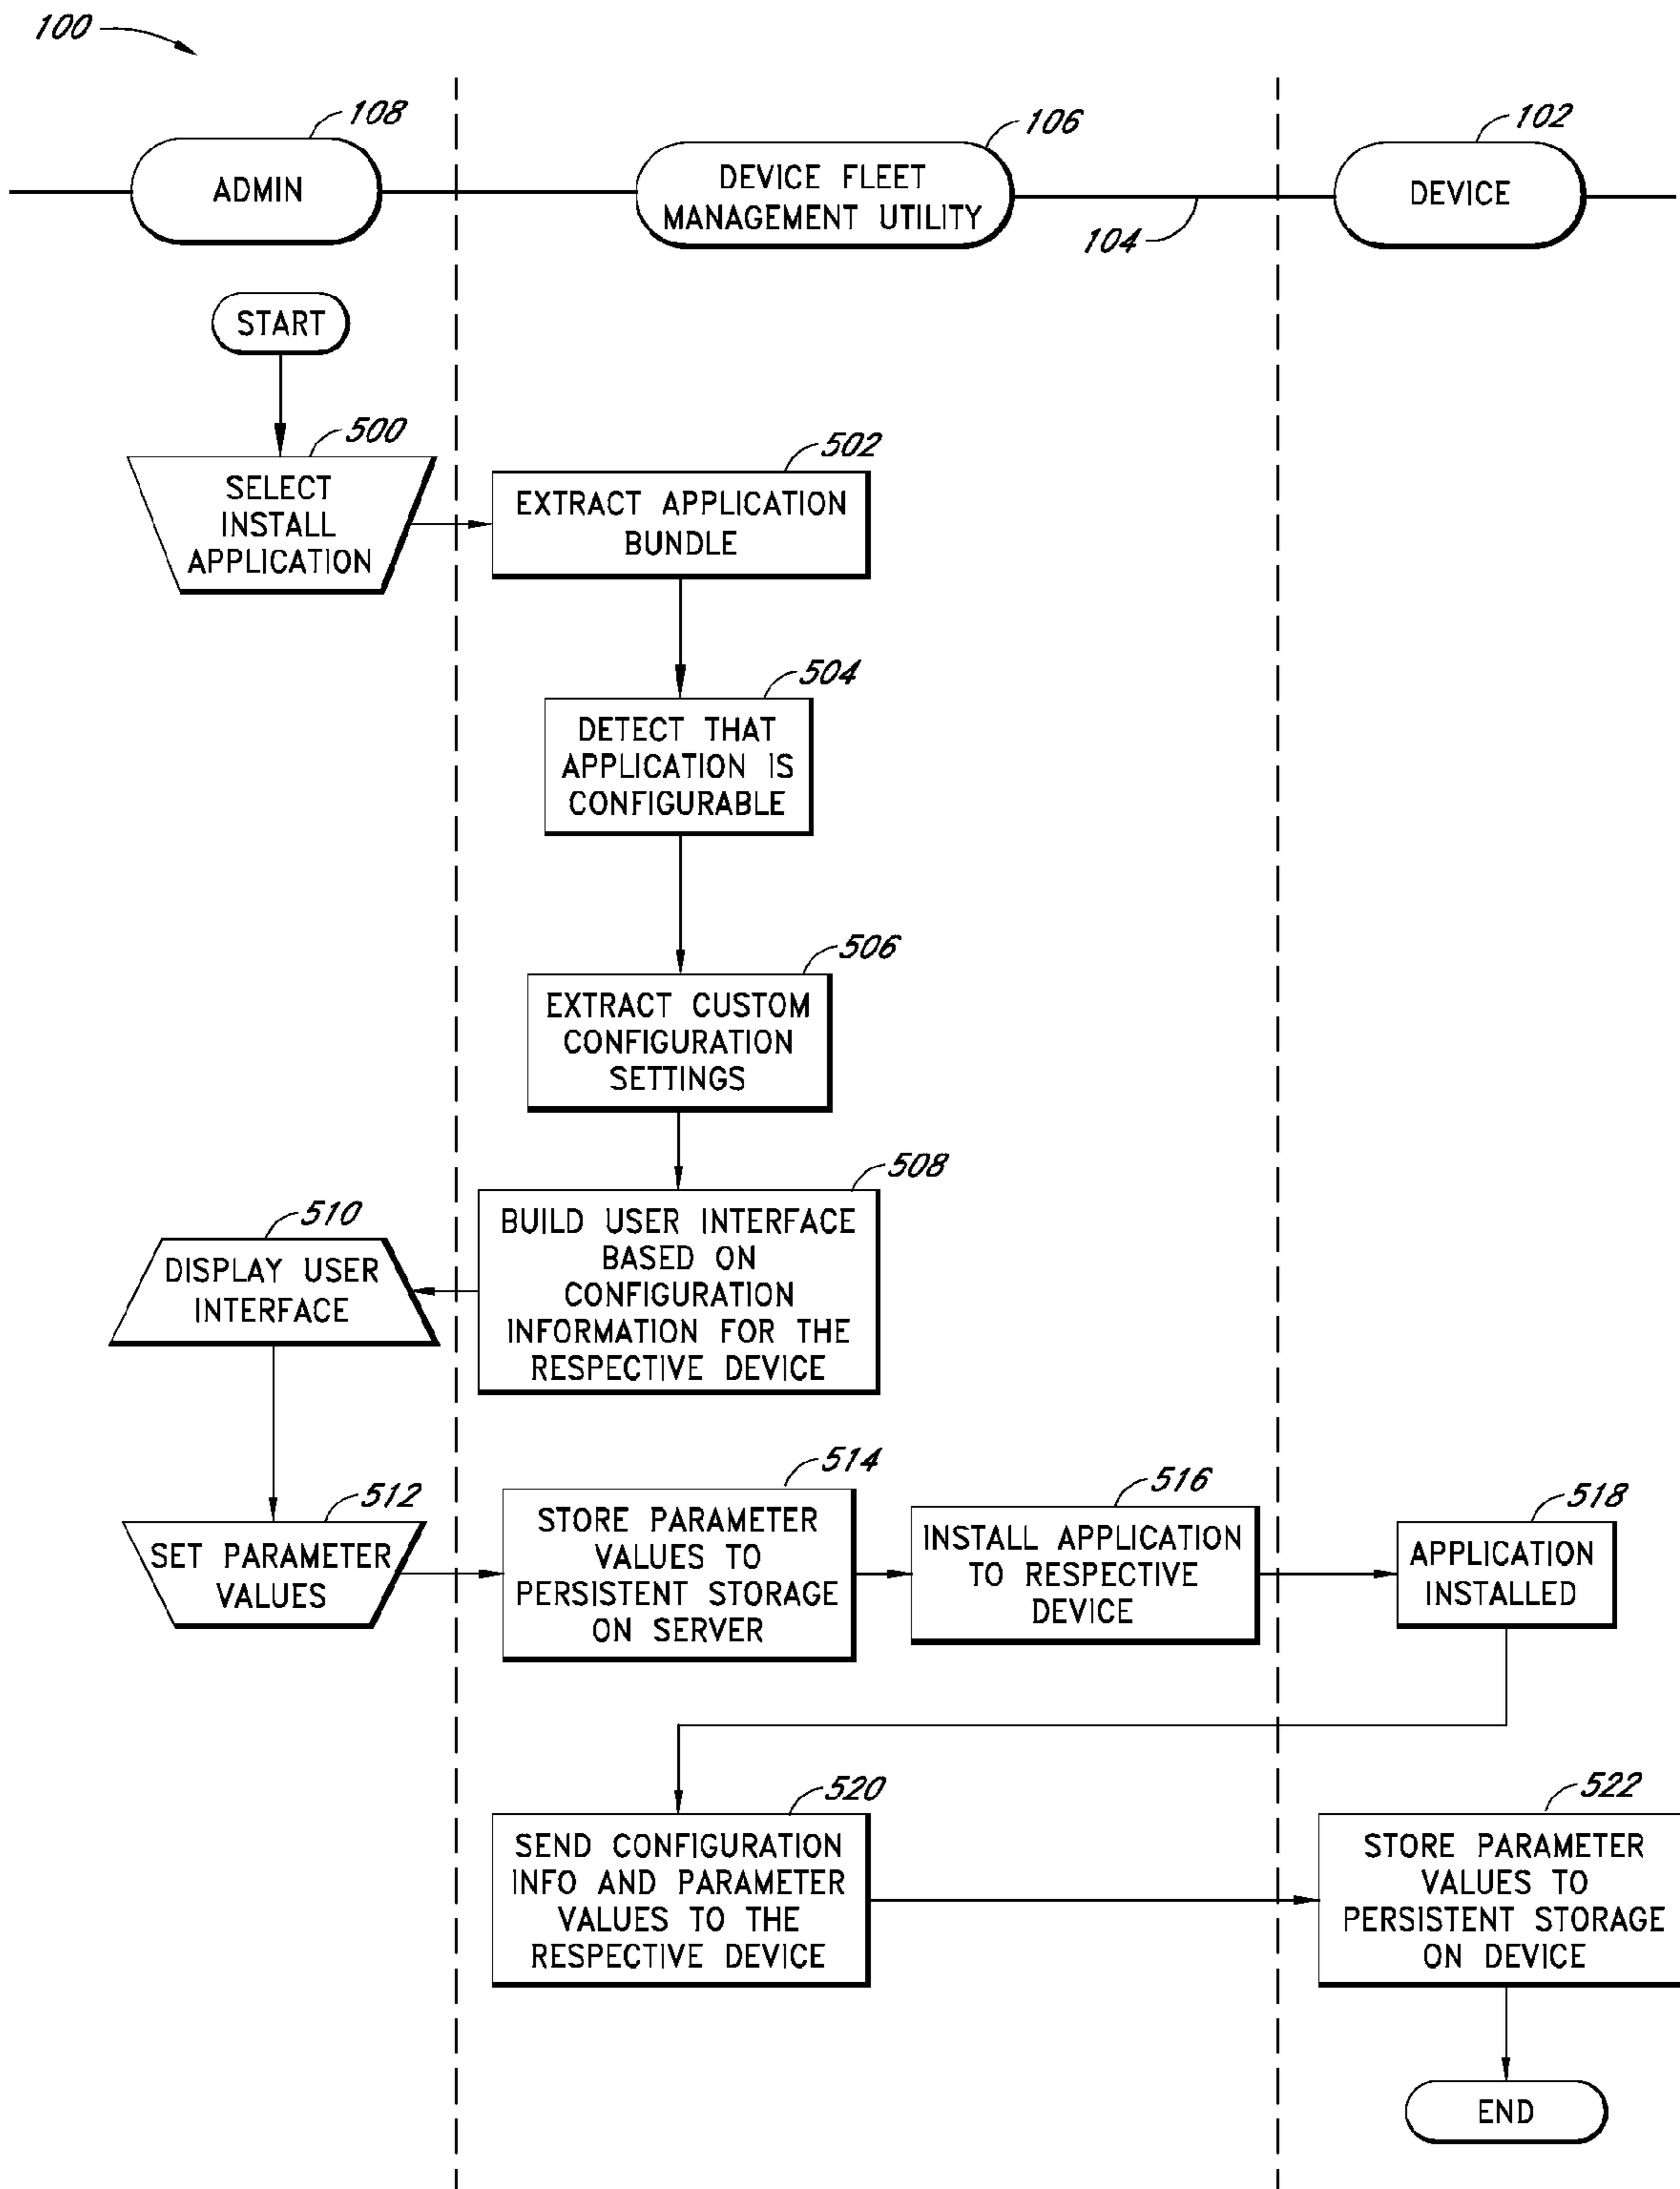 100
108
106
102
ADMIN
DEVICE FLEET
MANAGEMENT UTILITY
DEVICE
104
START
500
SELECT
INSTALL
APPLICATION
502
EXTRACT APPLICATION
BUNDLE
504
DETECT THAT
APPLICATION IS
CONFIGURABLE
506
EXTRACT CUSTOM
CONFIGURATION
SETTINGS
508
BUILD USER INTERFACE
BASED ON
CONFIGURATION
INFORMATION FOR THE
RESPECTIVE DEVICE
510
DISPLAY USER
INTERFACE
512
SET PARAMETER
VALUES
514
STORE PARAMETER
VALUES TO
PERSISTENT STORAGE
ON SERVER
516
INSTALL APPLICATION
TO RESPECTIVE
DEVICE
518
APPLICATION
INSTALLED
520
SEND CONFIGURATION
INFO AND PARAMETER
VALUES TO THE
RESPECTIVE DEVICE
522
STORE PARAMETER
VALUES TO
PERSISTENT STORAGE
ON DEVICE
END